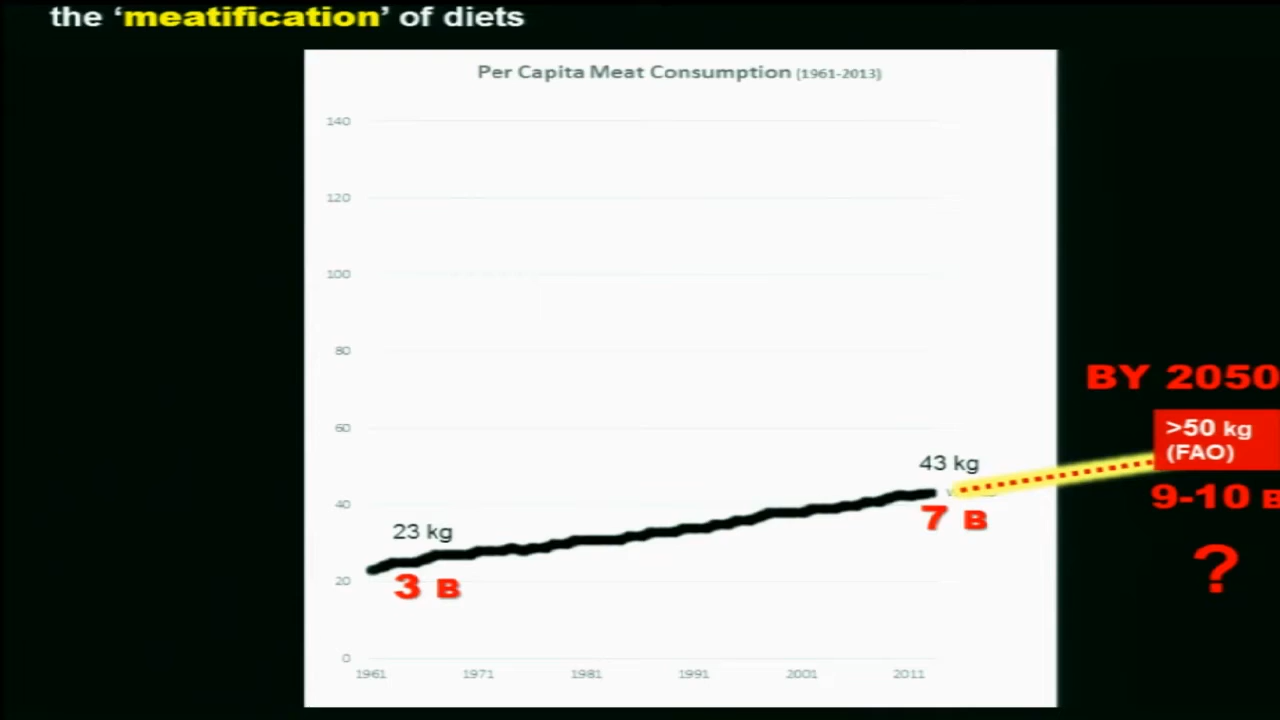 the ‘meatification’ of diets
Per Capita Meat Consumption (1961-2013)
140
120
100
80
BY 2050
60
>50 kg
(FAO)
43 kg
9-10 B
40
7 B
23 kg
?
20
3 B
0
1961 1971 1981 1991 2001 2011